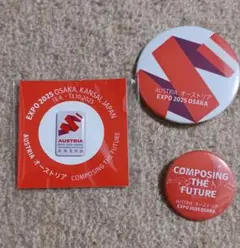 EXPO 2025 OSAKA, KANSAI, JAPAN
13.4. – 13.10.2025
AUSTRIA
AUSTRIA オーストリア COMPOSING THE FUTURE
AUSTRIA オーストリア
EXPO 2025 OSAKA
COMPOSING
THE
FUTURE
AUSTRIA オーストリア
EXPO 2025 OSAKA